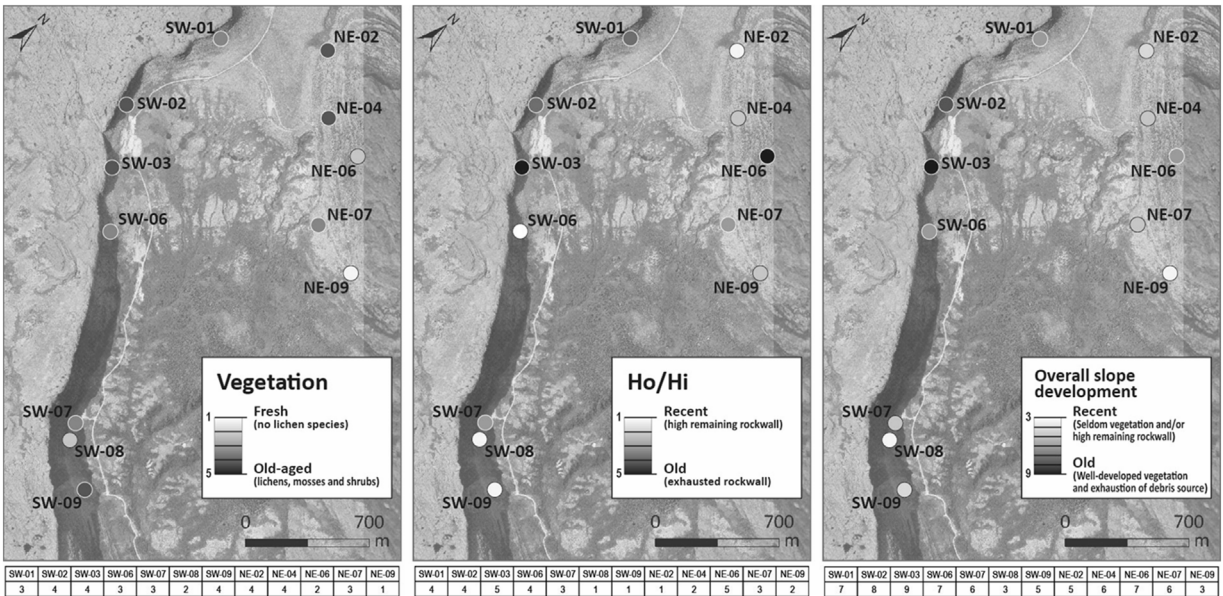 N
SW-01
NE-02
SW-02
NE-04
SW-03
NE-06
SW-06
NE-07
NE-09
SW-07
SW-08
SW-09
Vegetation
1
Fresh
(no lichen species)
5
Old-aged
(lichens, mosses and shrubs)
0 700
m
SW-01 SW-02 SW-03 SW-06 SW-07 SW-08 SW-09 NE-02 NE-04 NE-06 NE-07 NE-09
3 4 4 3 3 2 4 4 4 2 3 1
N
SW-01
NE-02
SW-02
NE-04
SW-03
NE-06
SW-06
NE-07
NE-09
SW-07
SW-08
SW-09
Ho/Hi
1
Recent
(high remaining rockwall)
5
Old
(exhausted rockwall)
0 700
m
SW-01 SW-02 SW-03 SW-06 SW-07 SW-08 SW-09 NE-02 NE-04 NE-06 NE-07 NE-09
4 4 5 4 3 1 1 1 2 5 3 2
N
SW-01
NE-02
SW-02
NE-04
SW-03
NE-06
SW-06
NE-07
NE-09
SW-07
SW-08
SW-09
Overall slope
development
3
Recent
(Seldom vegetation and/or
high remaining rockwall)
9
Old
(Well-developed vegetation
and exhaustion of debris source)
0 700
m
SW-01 SW-02 SW-03 SW-06 SW-07 SW-08 SW-09 NE-02 NE-04 NE-06 NE-07 NE-09
7 8 9 7 6 3 5 5 6 7 6 3